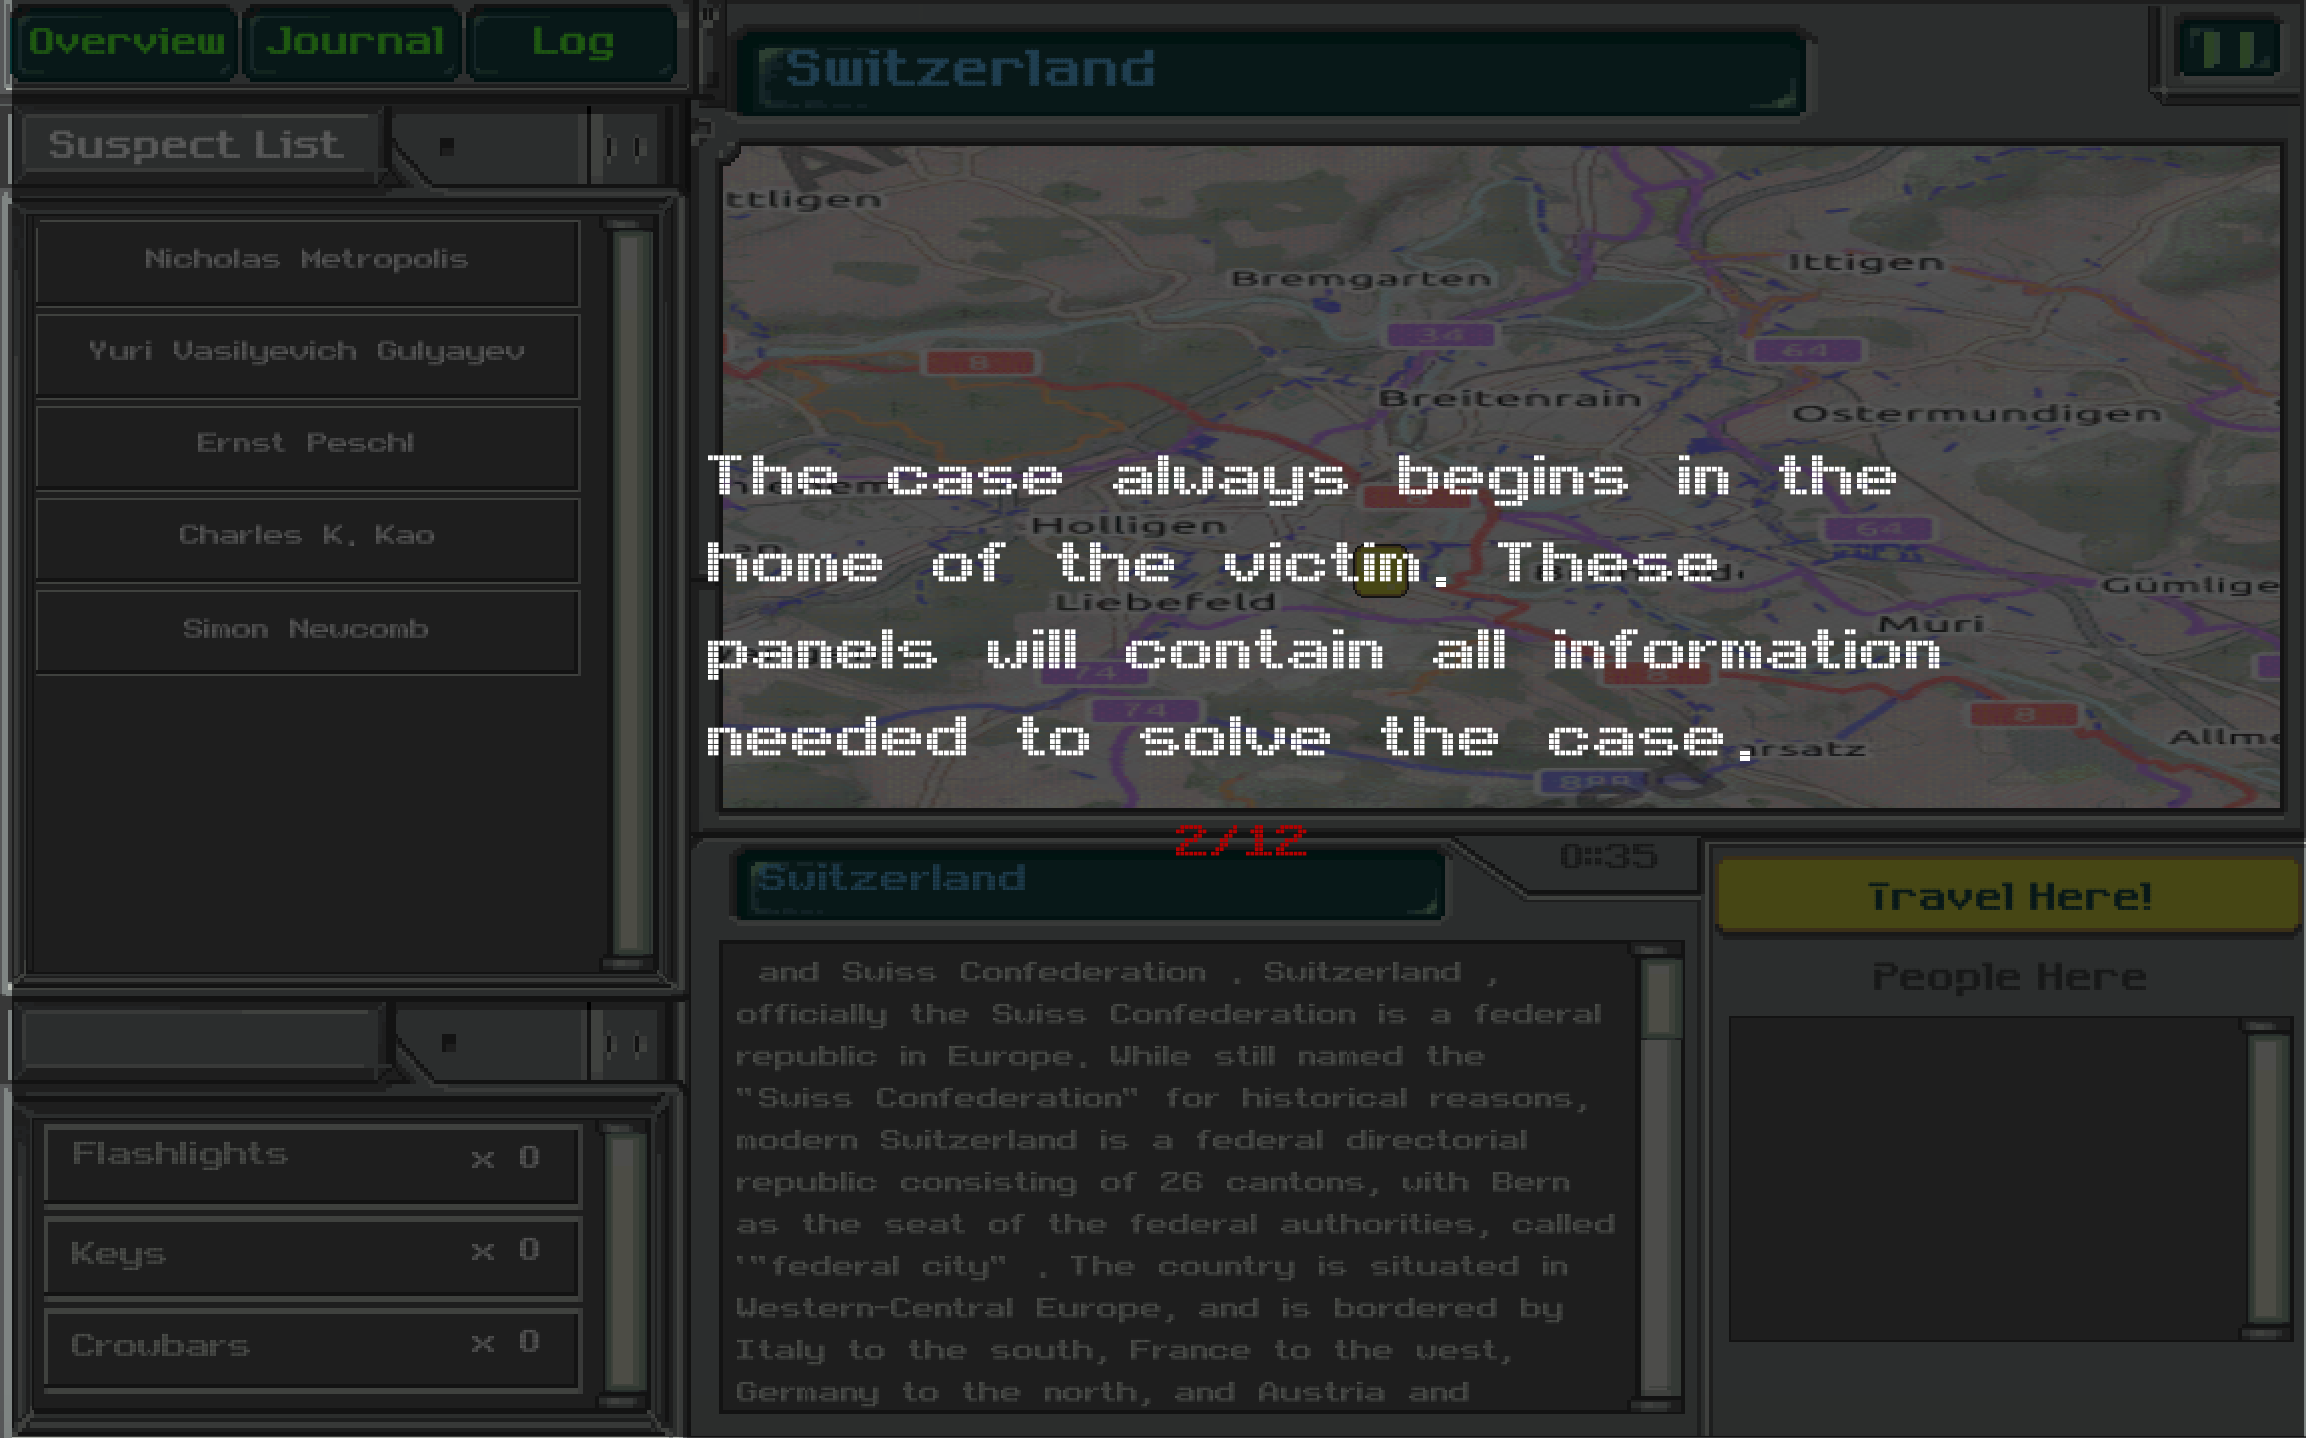 Overview
Journal
Log
Switzerland
Suspect List
Nicholas Metropolis
Yuri Vasilyevich Gulyayev
Ernst Peschl
Charles K. Kao
Simon Newcomb
ttligen
Bremgarten
Ittigen
34
8
64
Breitenrain
Ostermundigen
The case always begins in the
home of the victim. These
panels will contain all information
needed to solve the case.
8
Holligen
64
Liebefeld
Gümlige
Muri
74
8
74
8
arsatz
Allme
888
2/12
Switzerland
0:35
Travel Here!
People Here
and Swiss Confederation . Switzerland ,
officially the Swiss Confederation is a federal
republic in Europe. While still named the
"Swiss Confederation" for historical reasons,
modern Switzerland is a federal directorial
republic consisting of 26 cantons, with Bern
as the seat of the federal authorities, called
'"federal city" . The country is situated in
Western-Central Europe, and is bordered by
Italy to the south, France to the west,
Germany to the north, and Austria and
Flashlights x 0
Keys x 0
Crowbars x 0